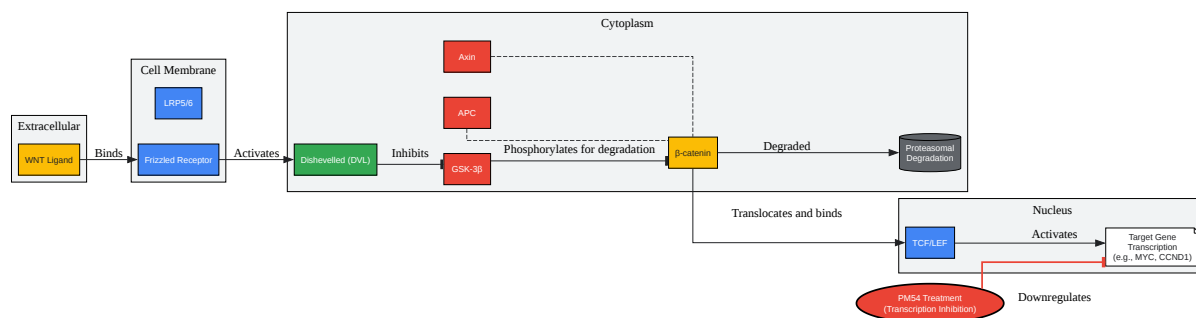 Cytoplasm
Axin
Cell Membrane
LRP5/6
APC
Extracellular
WNT Ligand
Binds
Frizzled Receptor
Activates
Dishevelled (DVL)
Inhibits
GSK-3β
Phosphorylates for degradation
β-catenin
Degraded
Proteasomal
Degradation
Translocates and binds
Nucleus
TCF/LEF
Activates
Target Gene
Transcription
(e.g., MYC, CCND1)
PM54 Treatment
(Transcription Inhibition)
Downregulates